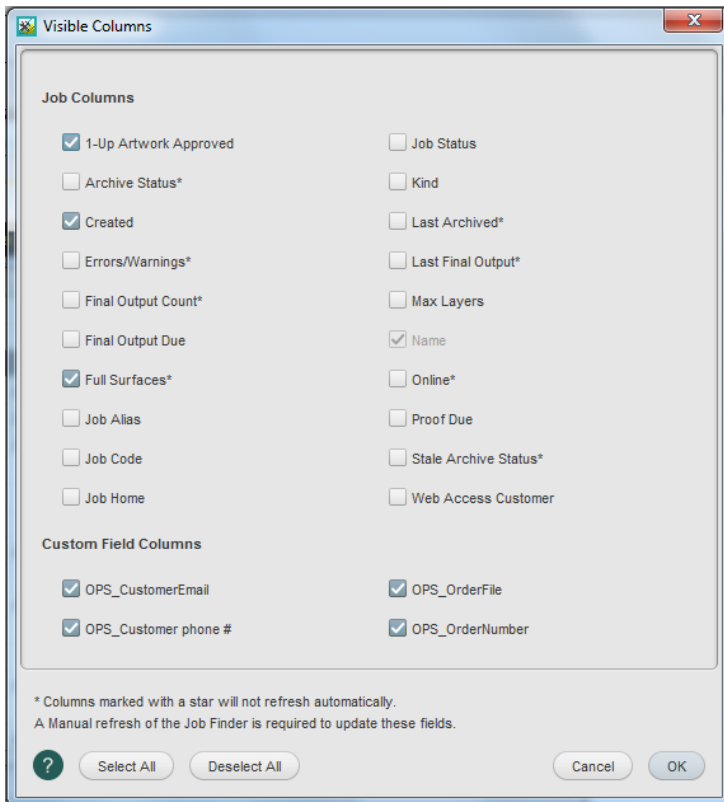 Visible Columns
Job Columns
1-Up Artwork Approved
Job Status
Archive Status*
Kind
Created
Last Archived*
Errors/Warnings*
Last Final Output*
Final Output Count*
Max Layers
Final Output Due
Name
Full Surfaces*
Online*
Job Alias
Proof Due
Job Code
Stale Archive Status*
Job Home
Web Access Customer
Custom Field Columns
OPS_CustomerEmail
OPS_OrderFile
OPS_Customer phone #
OPS_OrderNumber
* Columns marked with a star will not refresh automatically.
A Manual refresh of the Job Finder is required to update these fields.
? Select All Deselect All Cancel OK